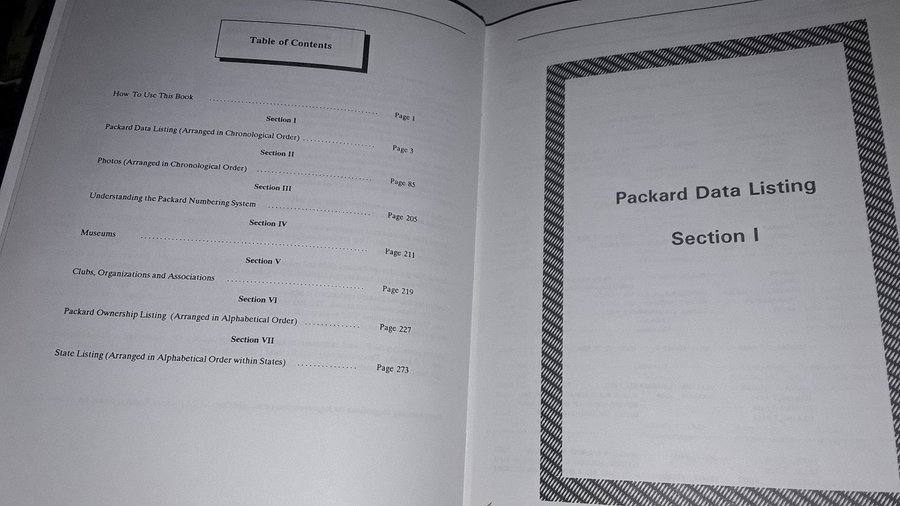 Table of Contents
How To Use This Book ........................................ Page 1
Section I
Packard Data Listing (Arranged in Chronological Order) ................. Page 3
Section II
Photos (Arranged in Chronological Order) ........................... Page 85
Section III
Understanding the Packard Numbering System ........................ Page 205
Section IV
Museums ..................................................... Page 211
Section V
Clubs, Organizations and Associations ............................... Page 219
Section VI
Packard Ownership Listing (Arranged in Alphabetical Order) ............. Page 227
Section VII
State Listing (Arranged in Alphabetical Order within States) .............. Page 273
Packard Data Listing
Section I